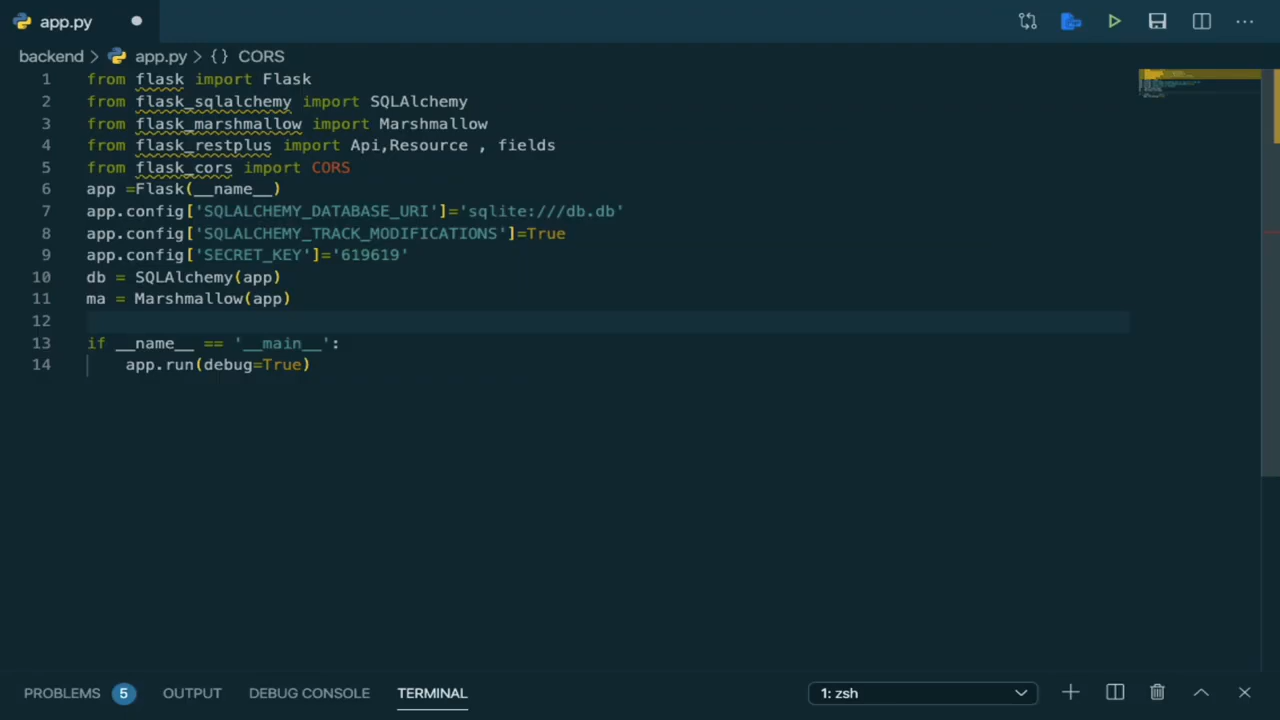 app.py
backend > app.py > {} CORS
1 from flask import Flask
2 from flask_sqlalchemy import SQLAlchemy
3 from flask_marshmallow import Marshmallow
4 from flask_restplus import Api,Resource , fields
5 from flask_cors import CORS
6 app =Flask(__name__)
7 app.config['SQLALCHEMY_DATABASE_URI']='sqlite:///db.db'
8 app.config['SQLALCHEMY_TRACK_MODIFICATIONS']=True
9 app.config['SECRET_KEY']='619619'
10 db = SQLAlchemy(app)
11 ma = Marshmallow(app)
12
13 if __name__ == '__main__':
14     app.run(debug=True)
PROBLEMS 5 OUTPUT DEBUG CONSOLE TERMINAL 1: zsh